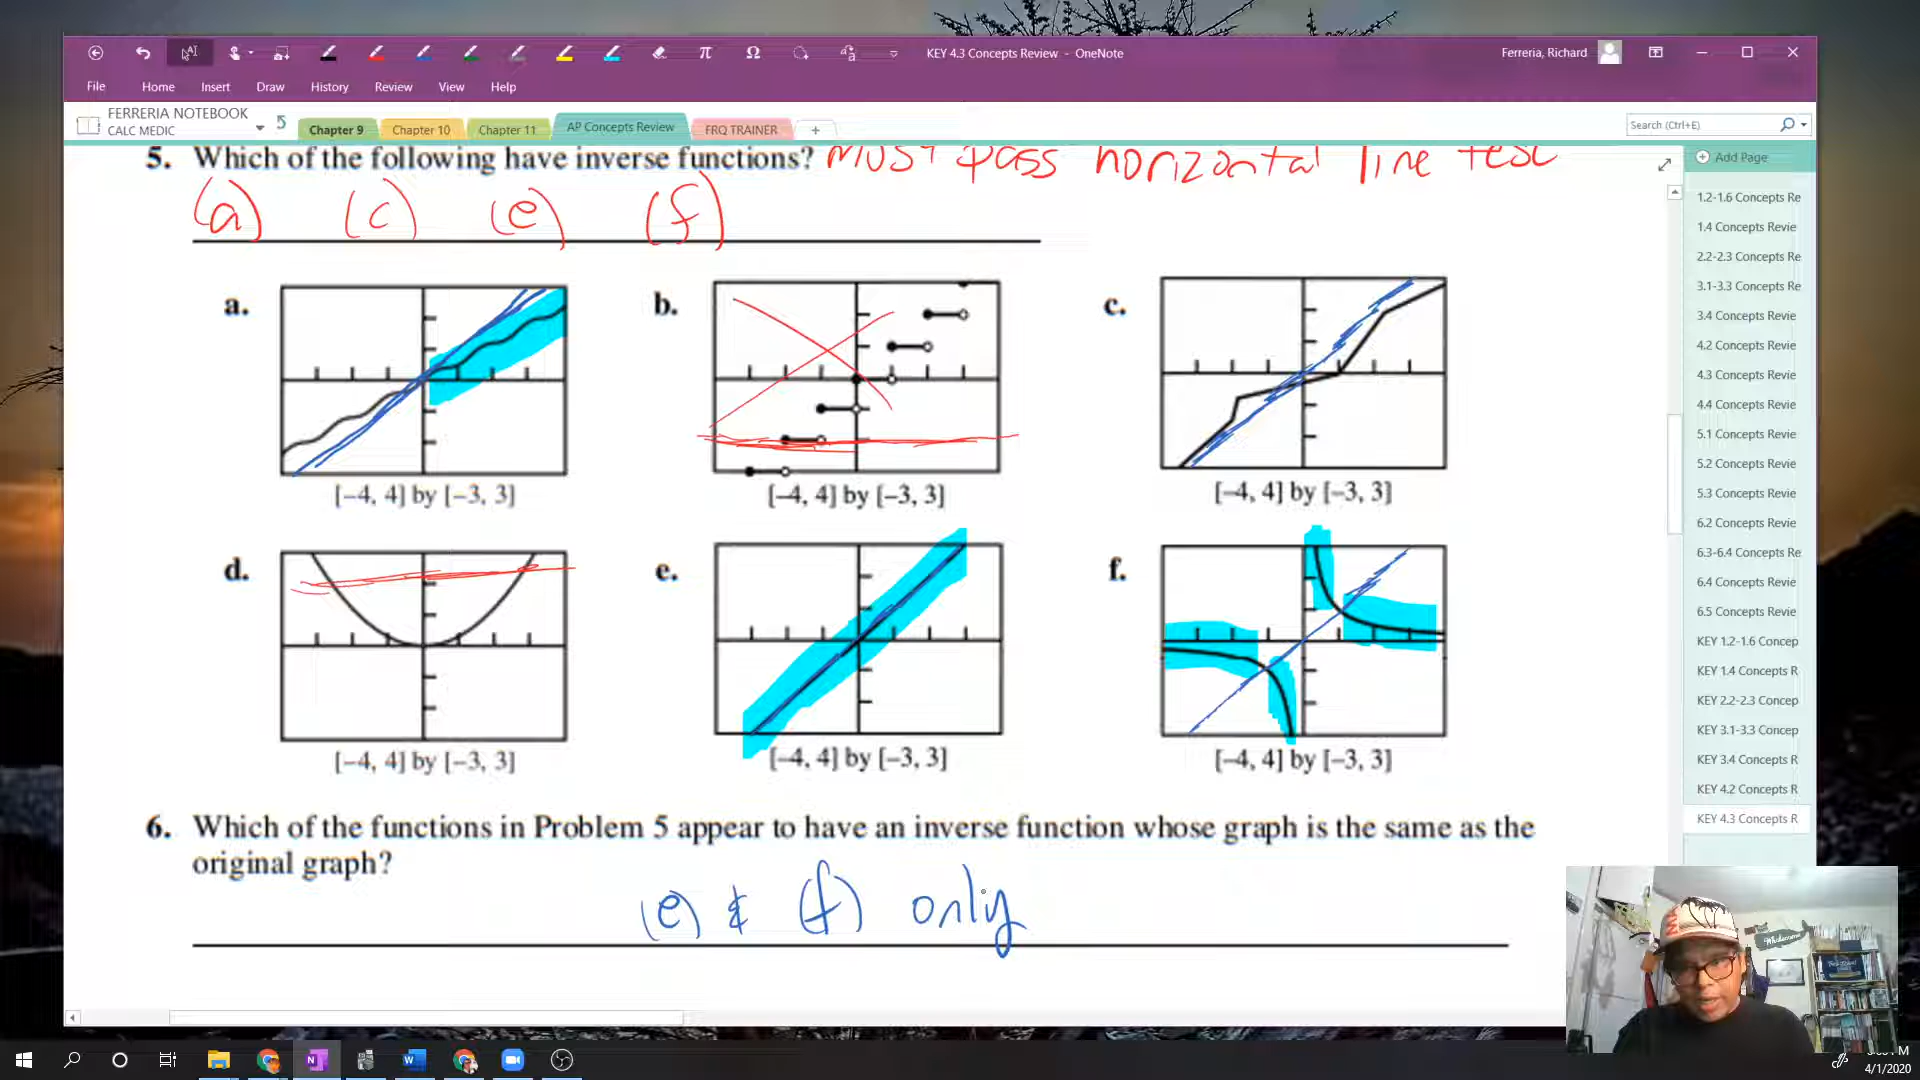 KEY 4.3 Concepts Review - OneNote
Ferreria, Richard
File Home Insert Draw History Review View Help
FERRERIA NOTEBOOK
CALC MEDIC
Chapter 9 Chapter 10 Chapter 11 AP Concepts Review FRQ TRAINER +
Search (Ctrl+E)
Add Page
5. Which of the following have inverse functions? Must pass horizontal line test
(a) (c) (e) (f)
a. b. c.
[-4, 4] by [-3, 3] [-4, 4] by [-3, 3] [-4, 4] by [-3, 3]
d. e. f.
[-4, 4] by [-3, 3] [-4, 4] by [-3, 3] [-4, 4] by [-3, 3]
6. Which of the functions in Problem 5 appear to have an inverse function whose graph is the same as the
original graph?
(e) & (f) only
1.2-1.6 Concepts Re
1.4 Concepts Revie
2.2-2.3 Concepts Re
3.1-3.3 Concepts Re
3.4 Concepts Revie
4.2 Concepts Revie
4.3 Concepts Revie
4.4 Concepts Revie
5.1 Concepts Revie
5.2 Concepts Revie
5.3 Concepts Revie
6.2 Concepts Revie
6.3-6.4 Concepts Re
6.4 Concepts Revie
6.5 Concepts Revie
KEY 1.2-1.6 Concep
KEY 1.4 Concepts R
KEY 2.2-2.3 Concep
KEY 3.1-3.3 Concep
KEY 3.4 Concepts R
KEY 4.2 Concepts R
KEY 4.3 Concepts R
4/1/2020